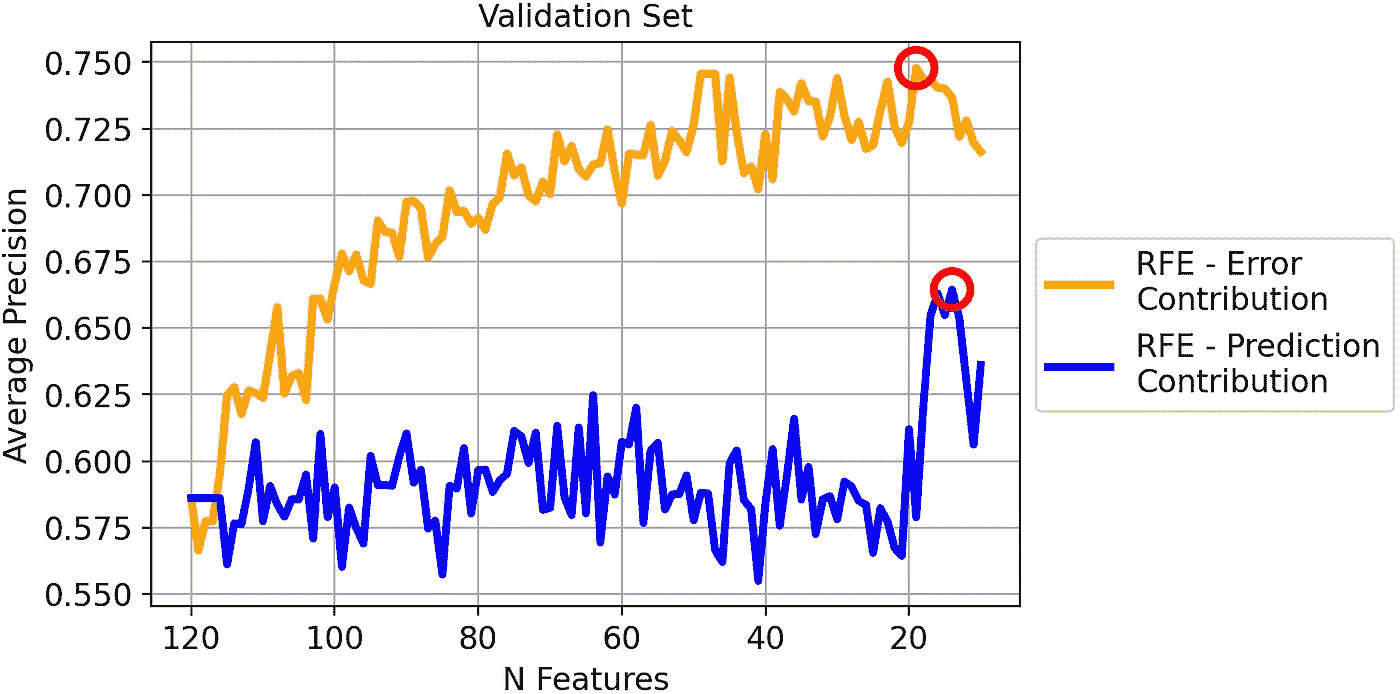 Validation Set
Average Precision
0.750
0.725
0.700
0.675
0.650
0.625
0.600
0.575
0.550
120 100 80 60 40 20
N Features
RFE - Error
Contribution
RFE - Prediction
Contribution